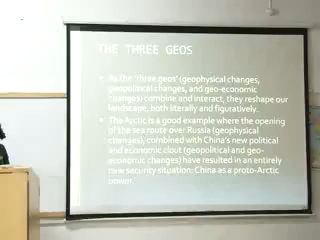 THE THREE GEOS
As the 'three geos' (geophysical changes,
geopolitical changes, and geo-economic
changes) combine and interact, they reshape our
landscape, both literally and figuratively.
The Arctic is a good example where the opening
of the sea route over Russia (geophysical
changes), combined with China's new political
and economic clout (geopolitical and geo-
economic changes) have resulted in an entirely
new security situation: China as a proto-Arctic
power.